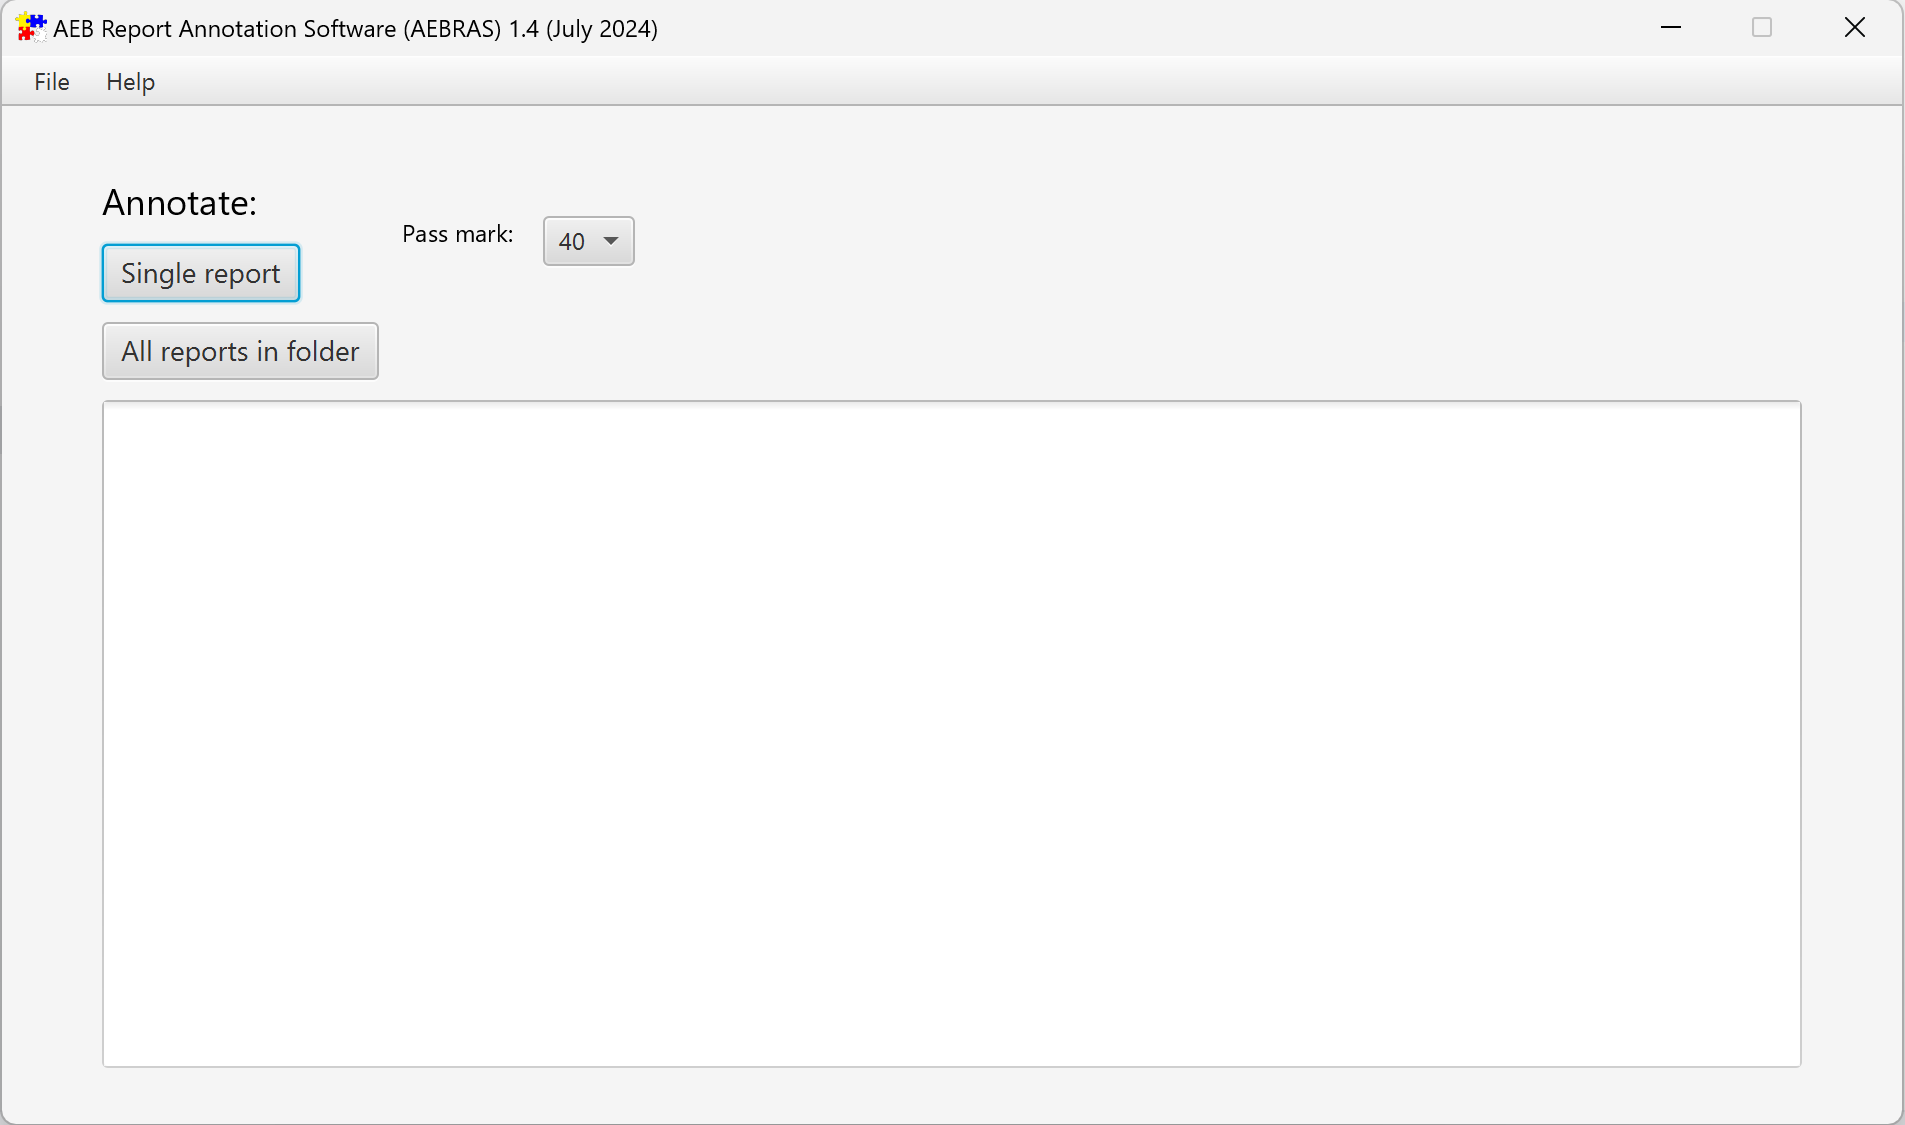 AEB Report Annotation Software (AEBRAS) 1.4 (July 2024)
File Help
Annotate:
Pass mark: 40
Single report
All reports in folder